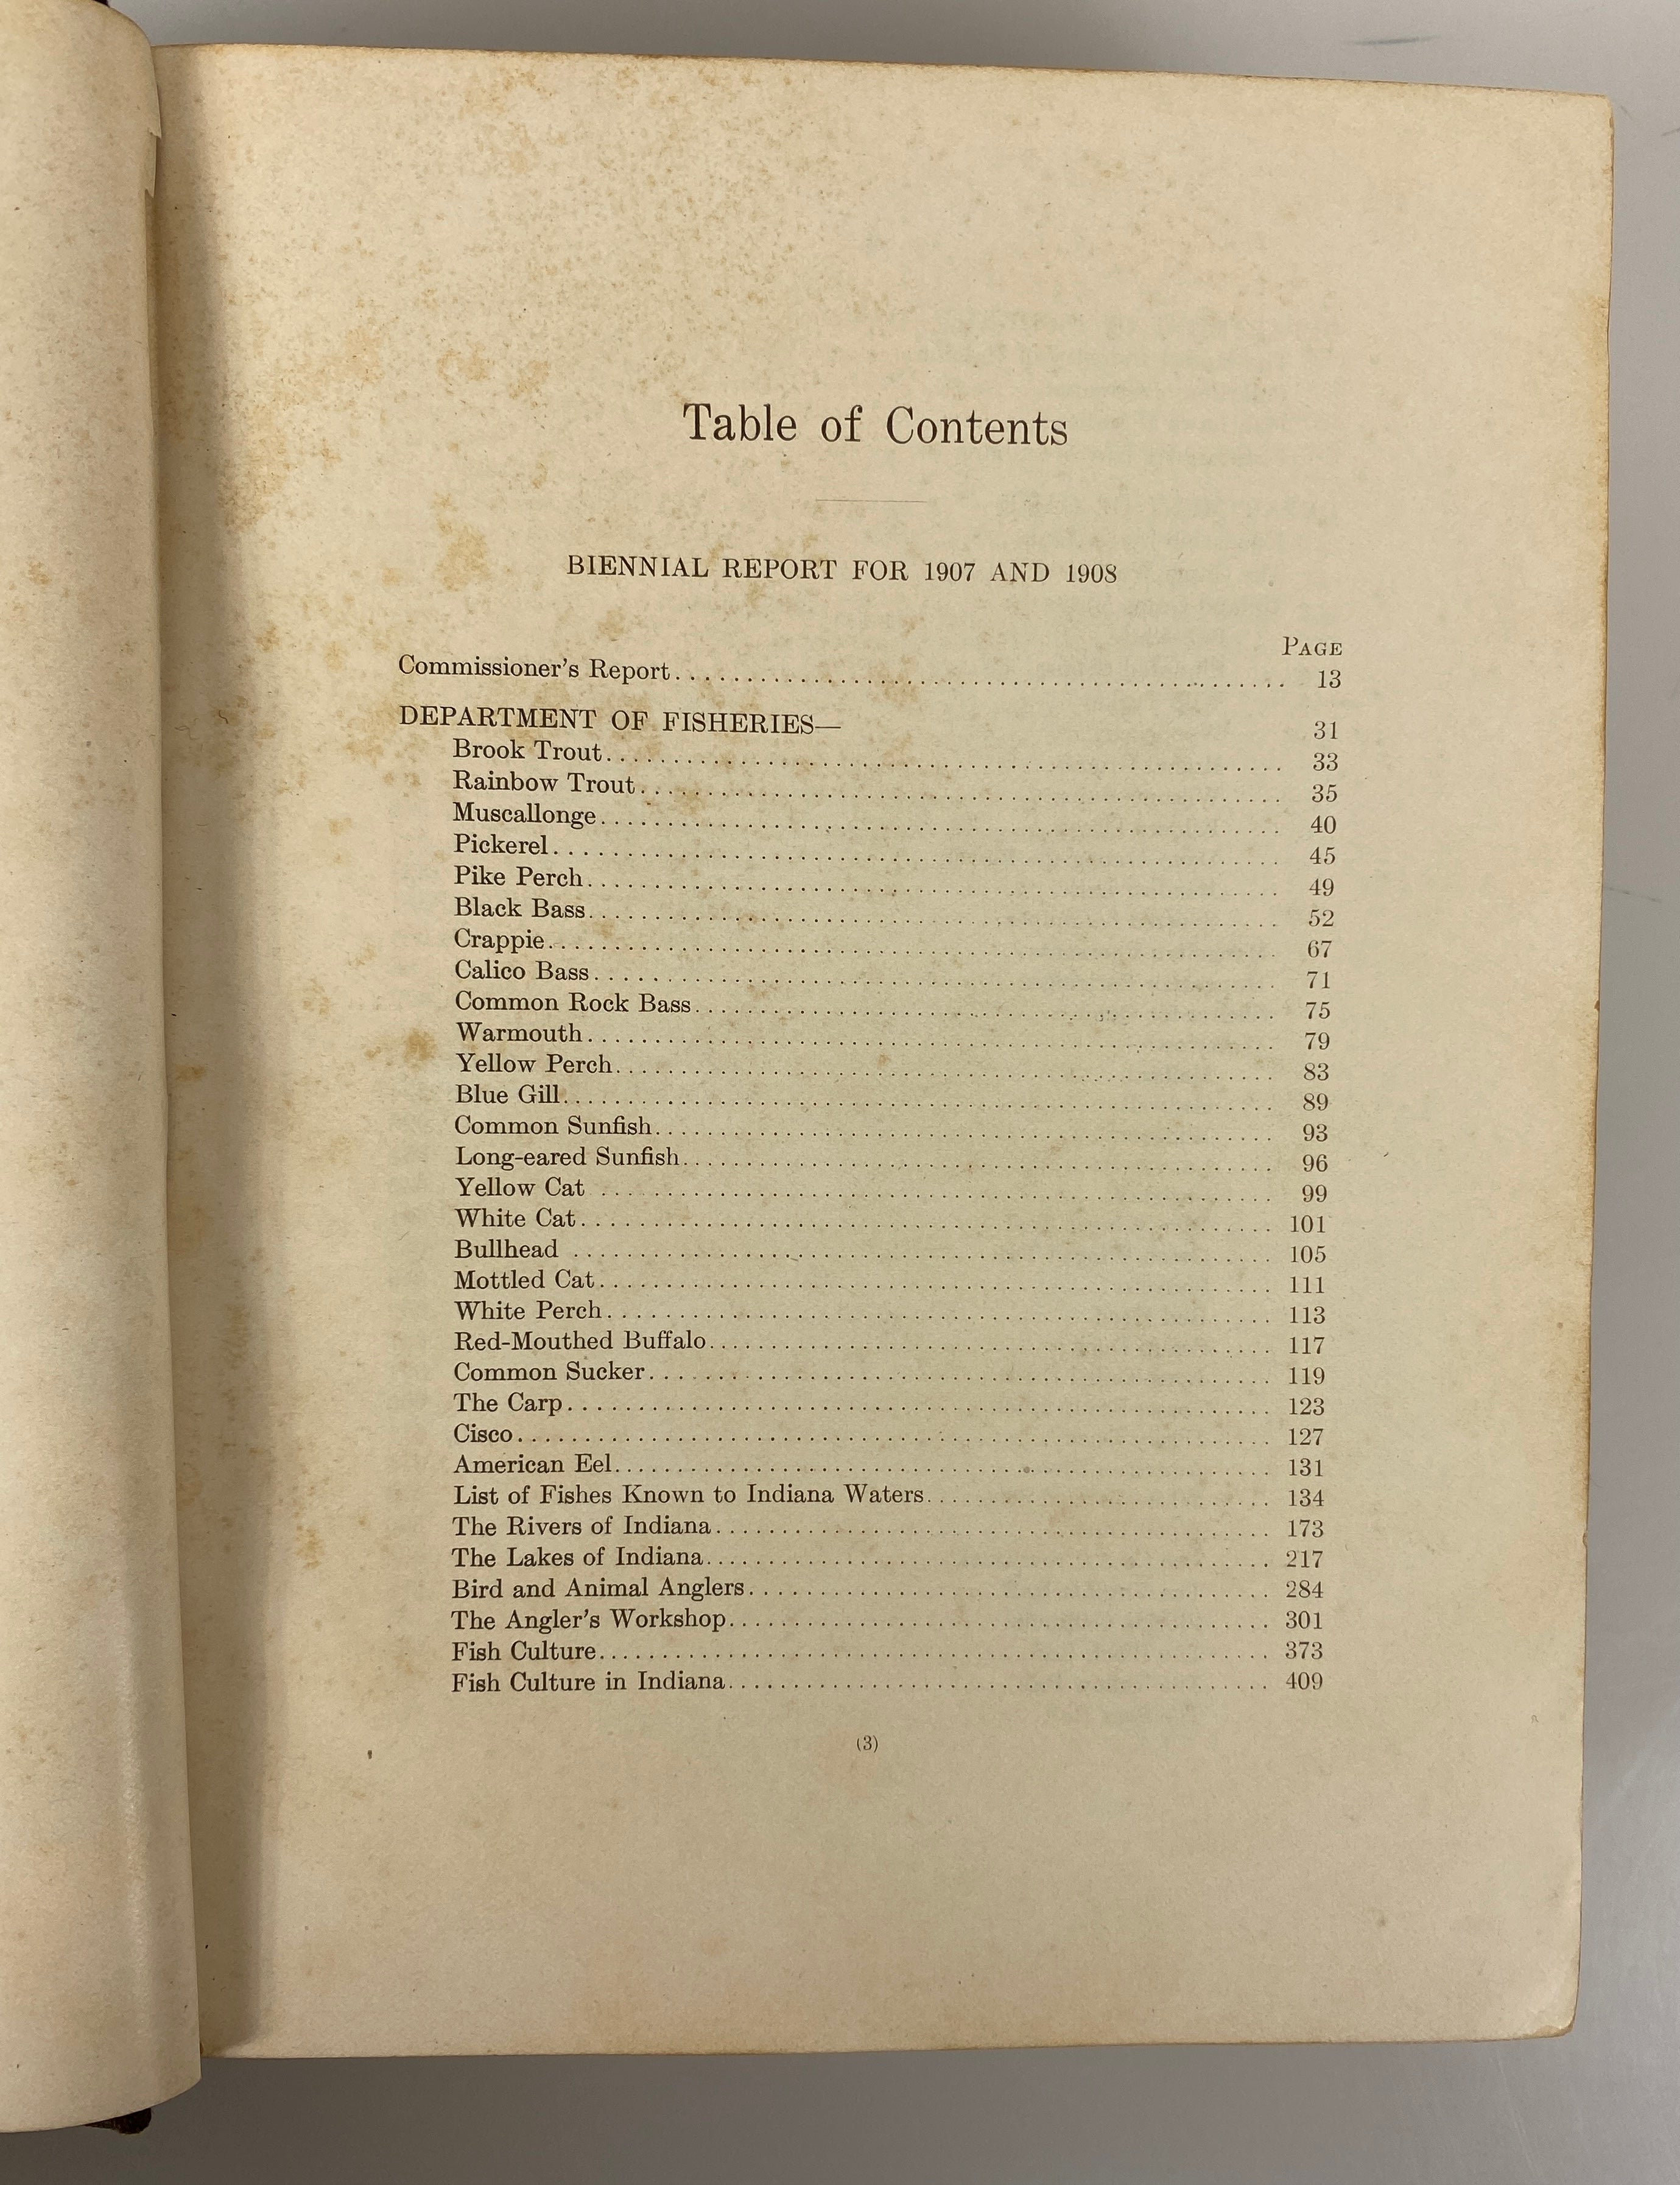 Table of Contents
BIENNIAL REPORT FOR 1907 AND 1908
PAGE
Commissioner's Report 13
DEPARTMENT OF FISHERIES— 31
Brook Trout 33
Rainbow Trout 35
Muscallonge 40
Pickerel 45
Pike Perch 49
Black Bass 52
Crappie 67
Calico Bass 71
Common Rock Bass 75
Warmouth 79
Yellow Perch 83
Blue Gill 89
Common Sunfish 93
Long-eared Sunfish 96
Yellow Cat 99
White Cat 101
Bullhead 105
Mottled Cat 111
White Perch 113
Red-Mouthed Buffalo 117
Common Sucker 119
The Carp 123
Cisco 127
American Eel 131
List of Fishes Known to Indiana Waters 134
The Rivers of Indiana 173
The Lakes of Indiana 217
Bird and Animal Anglers 284
The Angler's Workshop 301
Fish Culture 373
Fish Culture in Indiana 409
(3)